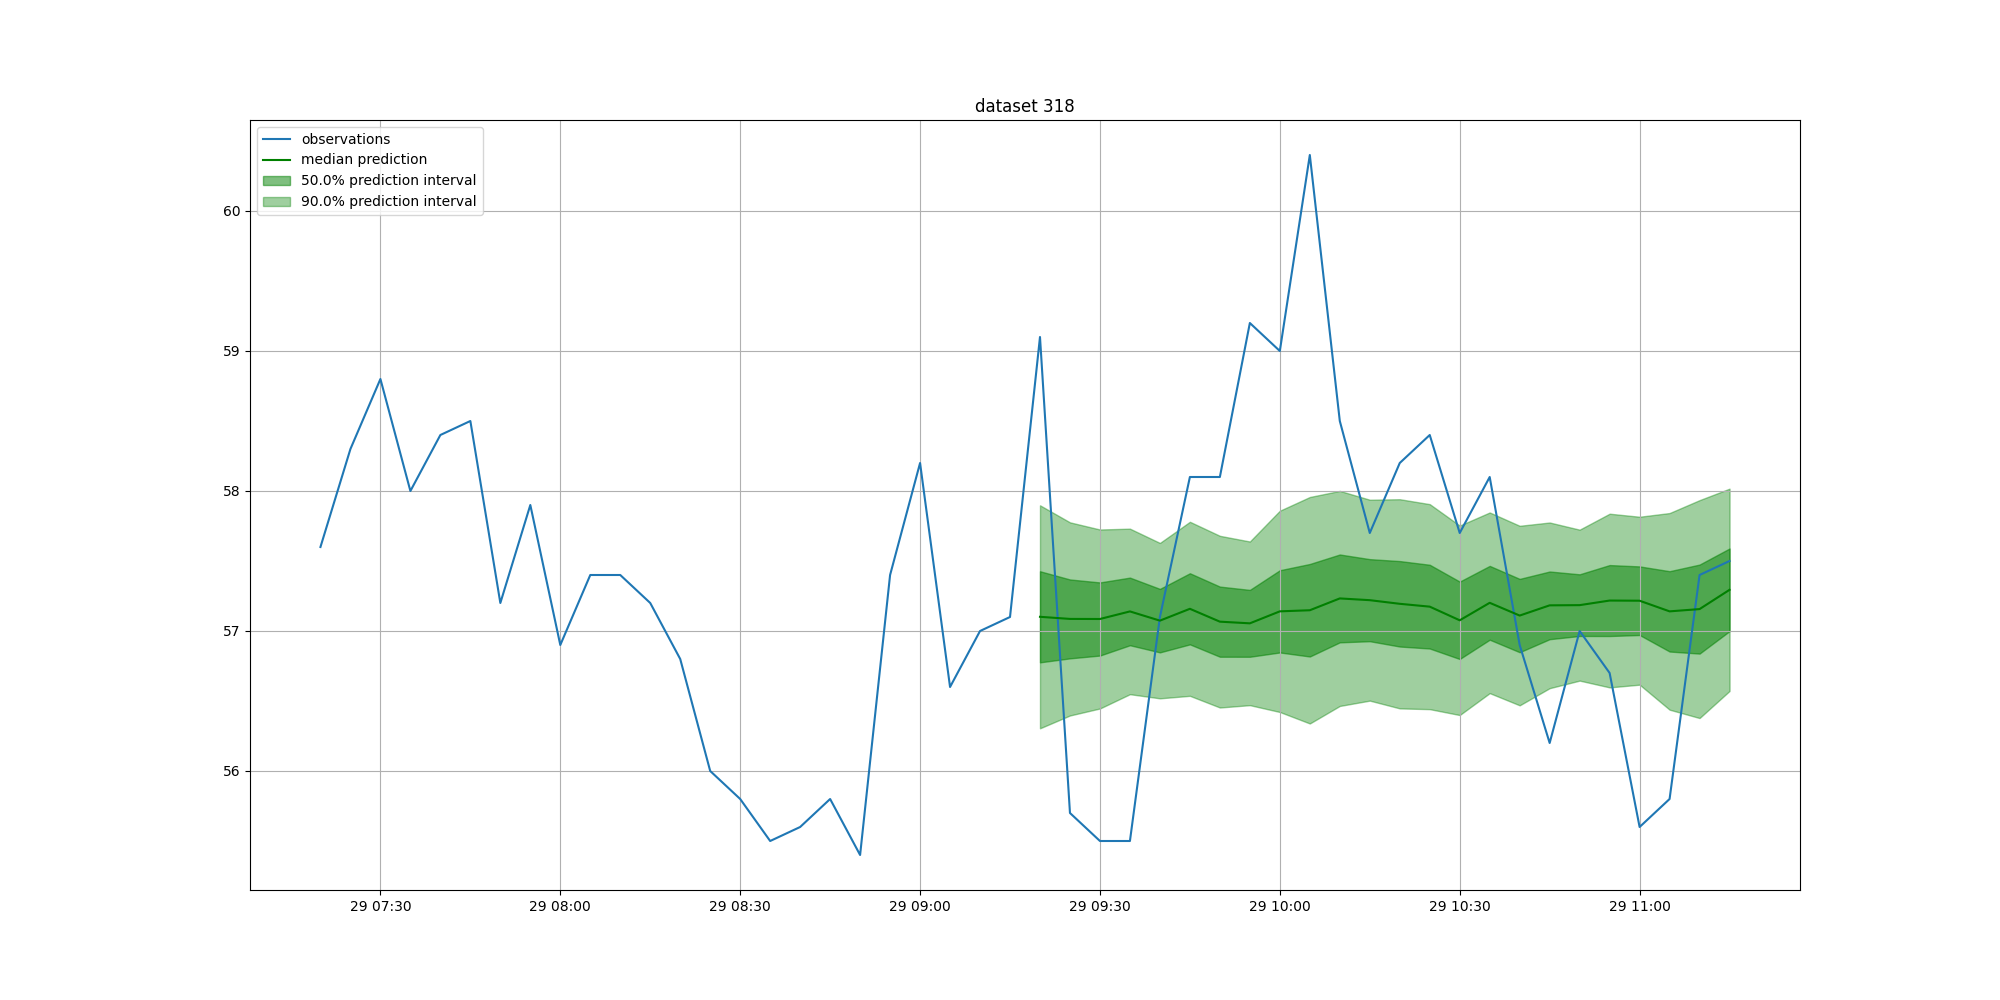 dataset 318
observations
median prediction
50.0% prediction interval
90.0% prediction interval
60
59
58
57
56
29 07:30
29 08:00
29 08:30
29 09:00
29 09:30
29 10:00
29 10:30
29 11:00